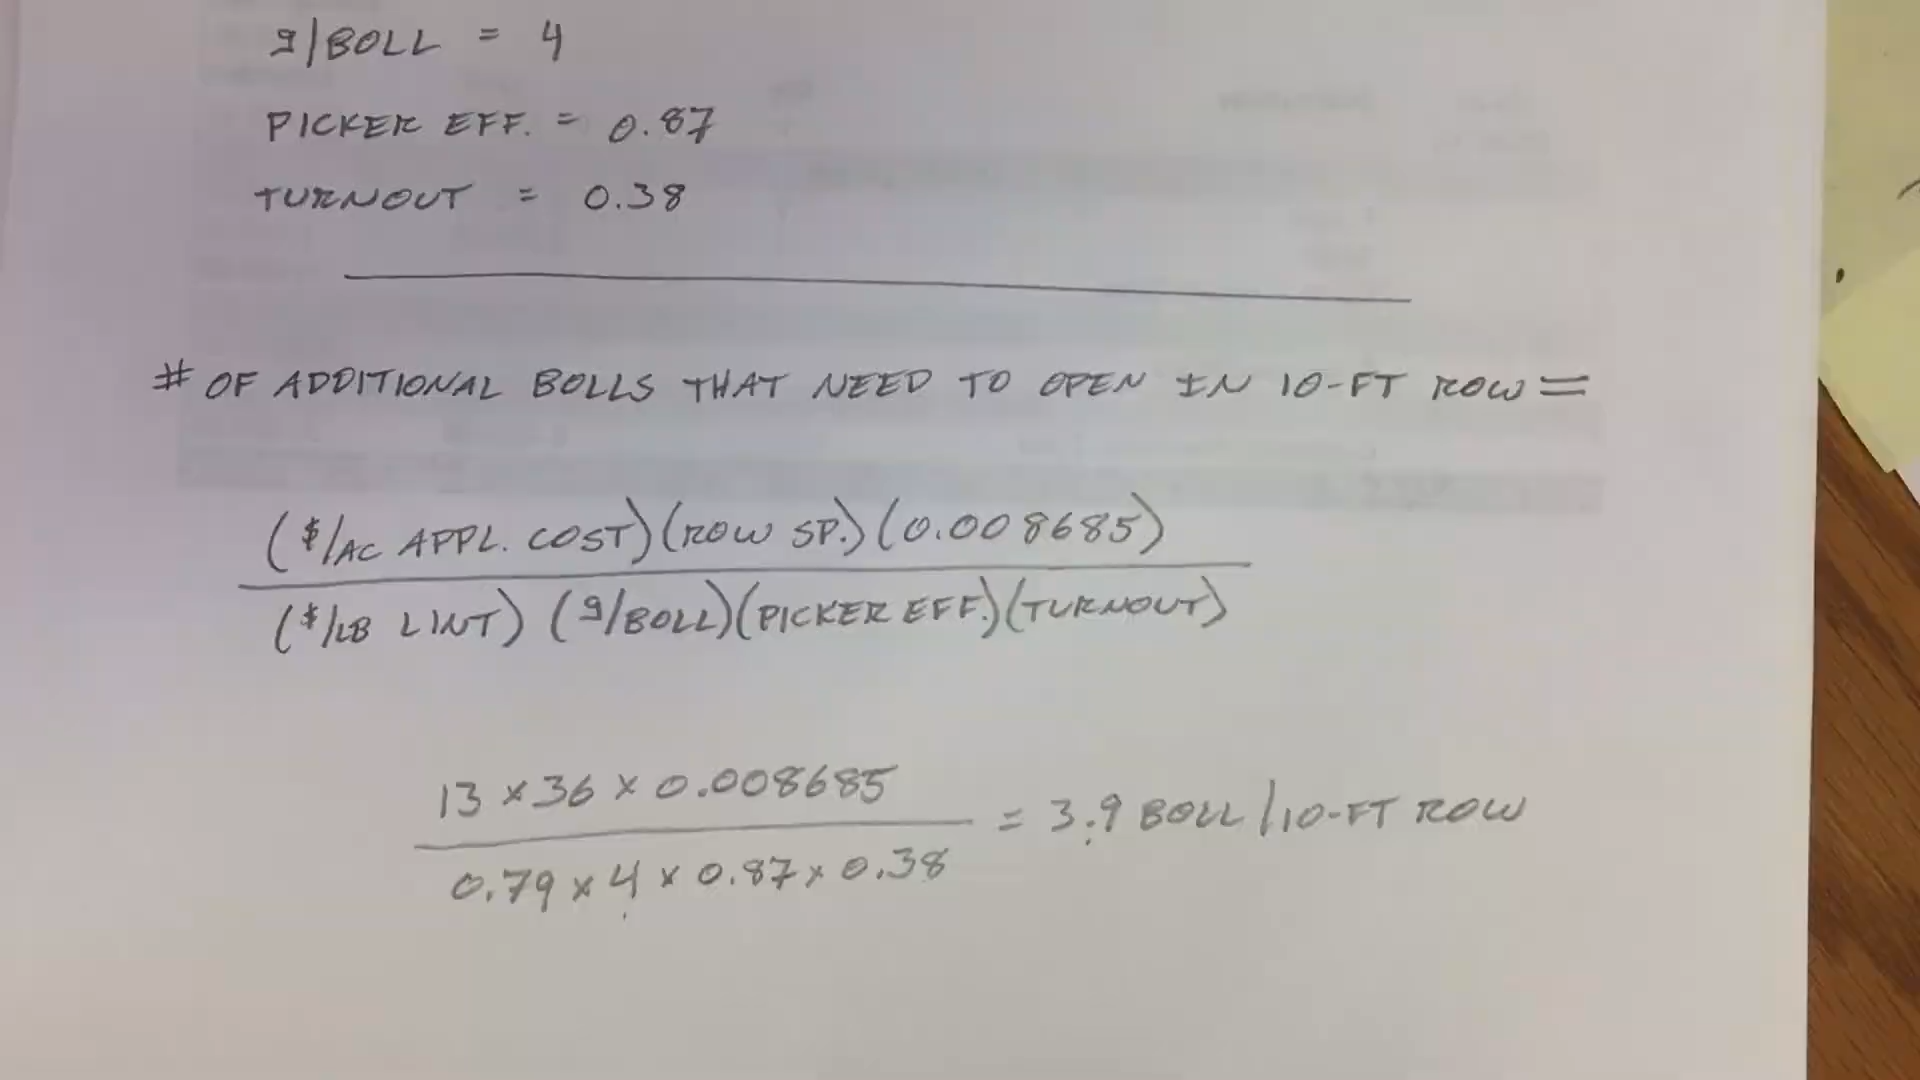 g/BOLL = 4
PICKER EFF. = 0.87
TURNOUT = 0.38
# OF ADDITIONAL BOLLS THAT NEED TO OPEN IN 10-FT ROW =
($/AC APPL. COST)(ROW SP.)(0.008685)
($/LB LINT)(g/BOLL)(PICKER EFF.)(TURNOUT)
13 × 36 × 0.008685
= 3.9 BOLL/10-FT ROW
0.79 × 4 × 0.87 × 0.38